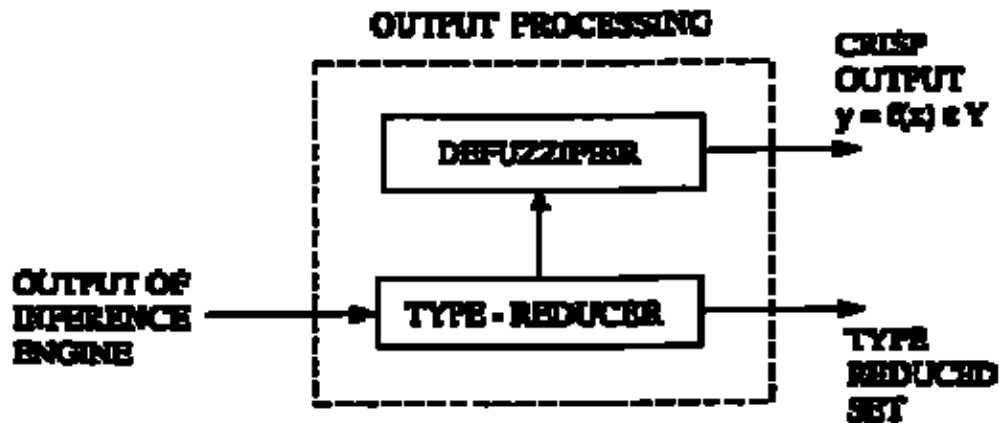 OUTPUT PROCESSING
CRISP
OUTPUT
y = f(x) ε Y
DEFUZZIFIER
OUTPUT OF
INFERENCE
ENGINE
TYPE - REDUCER
TYPE
REDUCED
SET